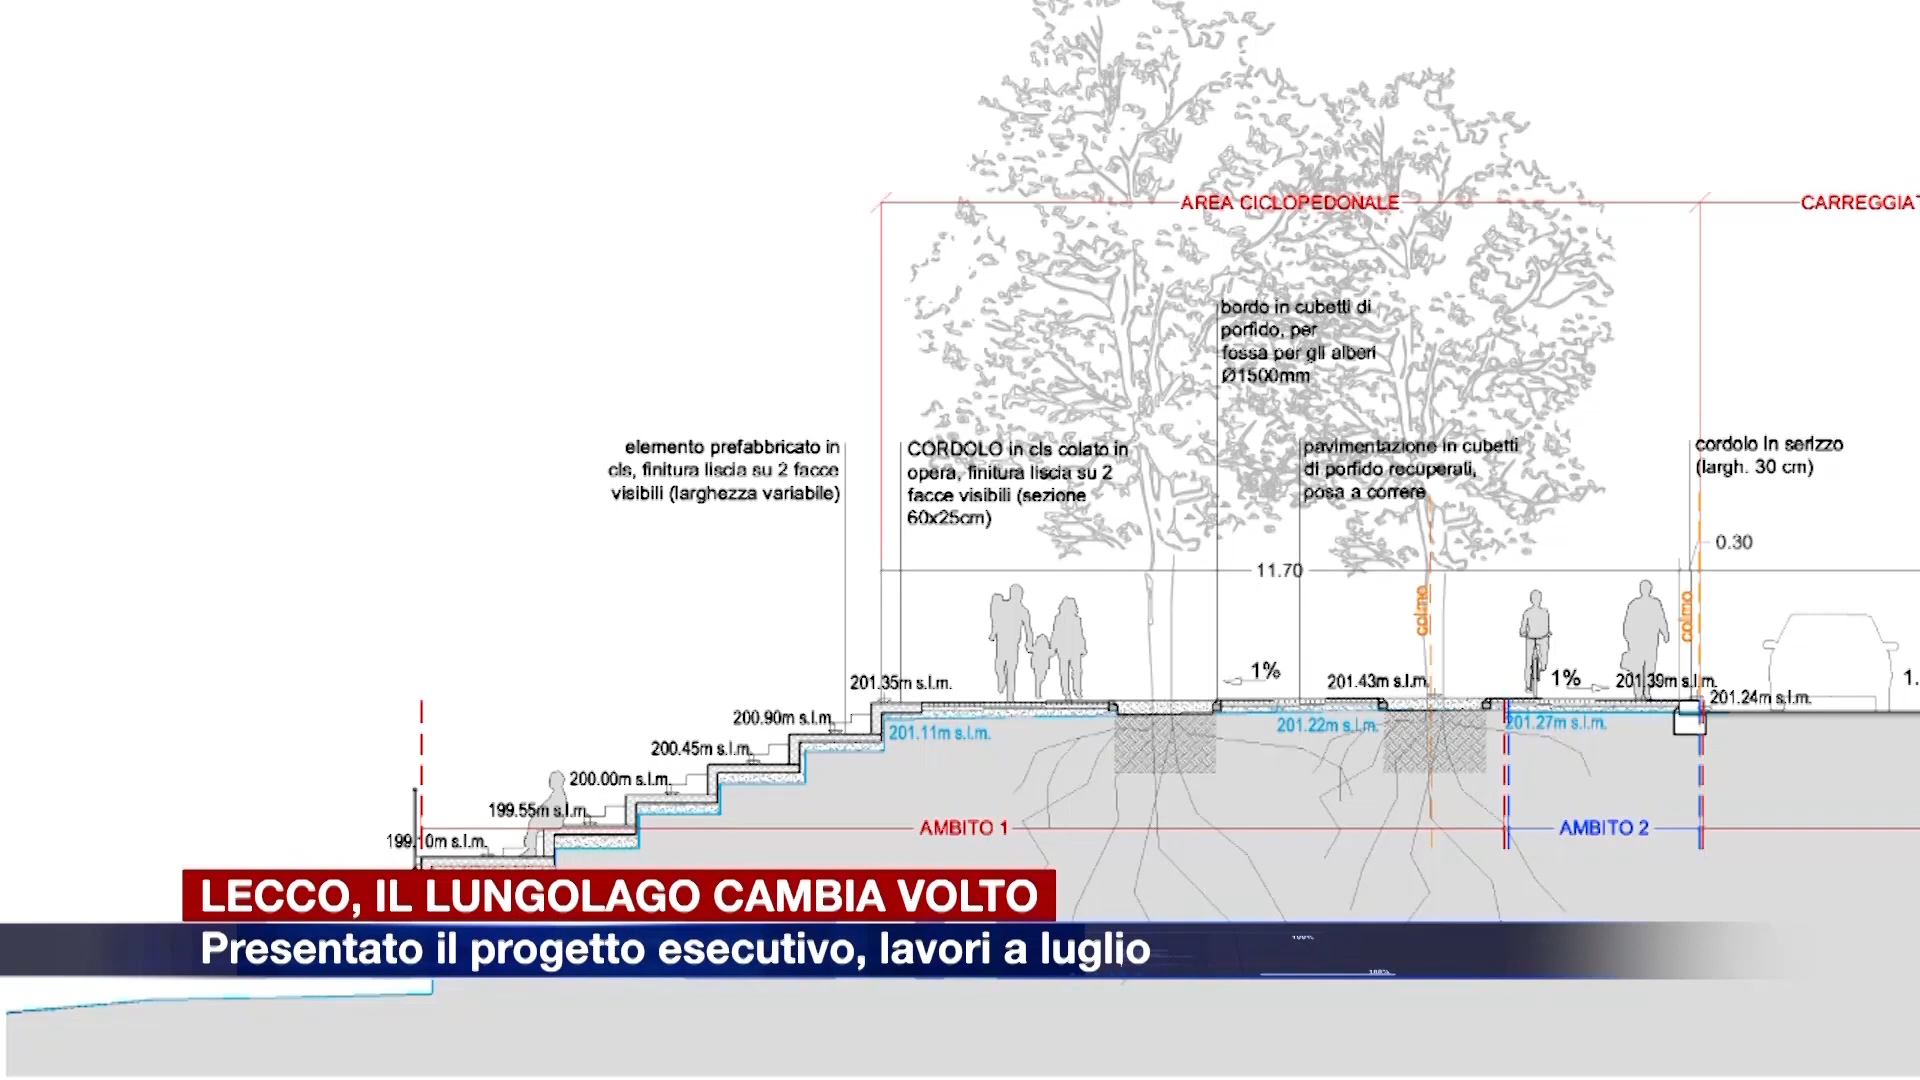 AREA CICLOPEDONALE
bordo in cubetti di
porfido, per
fossa per gli alberi
Ø1500mm
elemento prefabbricato in
cls, finitura liscia su 2 facce
visibili (larghezza variabile)
CORDOLO in cls colato in
opera, finitura liscia su 2
facce visibili (sezione
60x25cm)
pavimentazione in cubetti
di porfido recuperati,
posa a correre
cordolo in serizzo
(largh. 30 cm)
0.30
11.70
colmo
colmo
1%
1%
201.35m s.l.m.
201.43m s.l.m.
201.39m s.l.m.
201.24m s.l.m.
200.90m s.l.m.
201.11m s.l.m.
201.22m s.l.m.
201.27m s.l.m.
200.45m s.l.m.
200.00m s.l.m.
199.55m s.l.m.
AMBITO 1
AMBITO 2
LECCO, IL LUNGOLAGO CAMBIA VOLTO
Presentato il progetto esecutivo, lavori a luglio